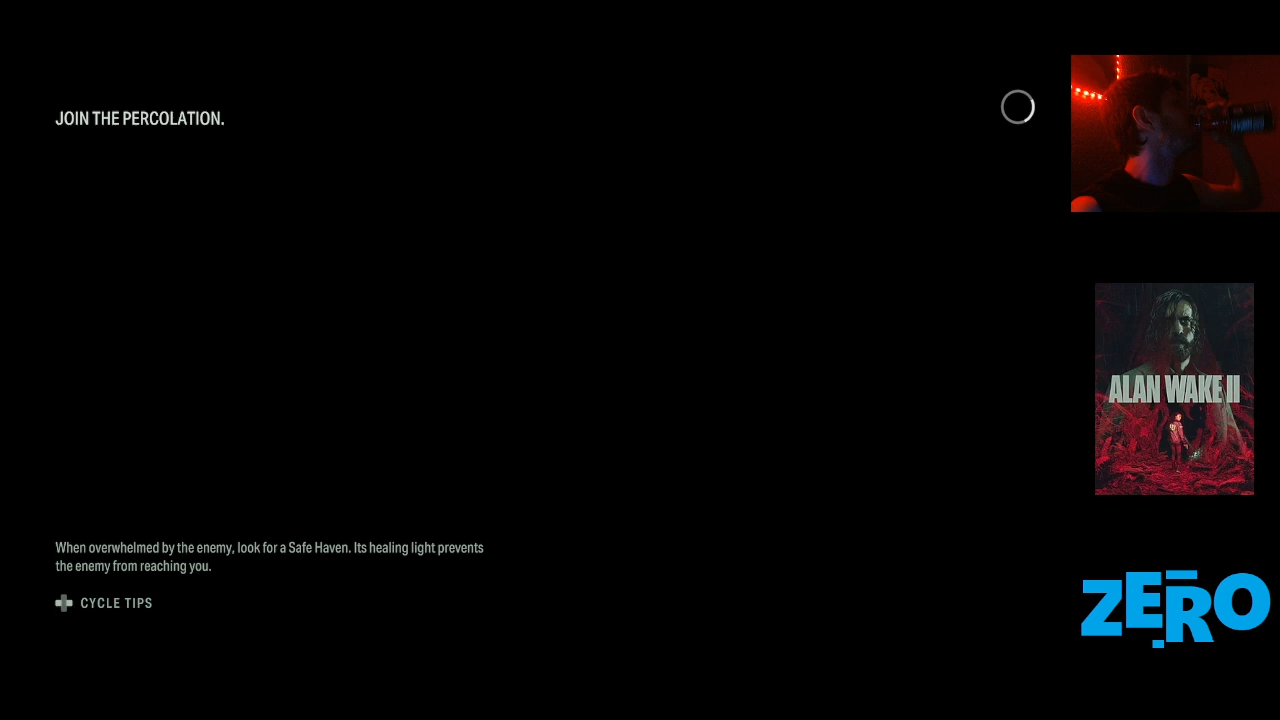 JOIN THE PERCOLATION.
When overwhelmed by the enemy, look for a Safe Haven. Its healing light prevents
the enemy from reaching you.
CYCLE TIPS
ALAN WAKE II
ZERO